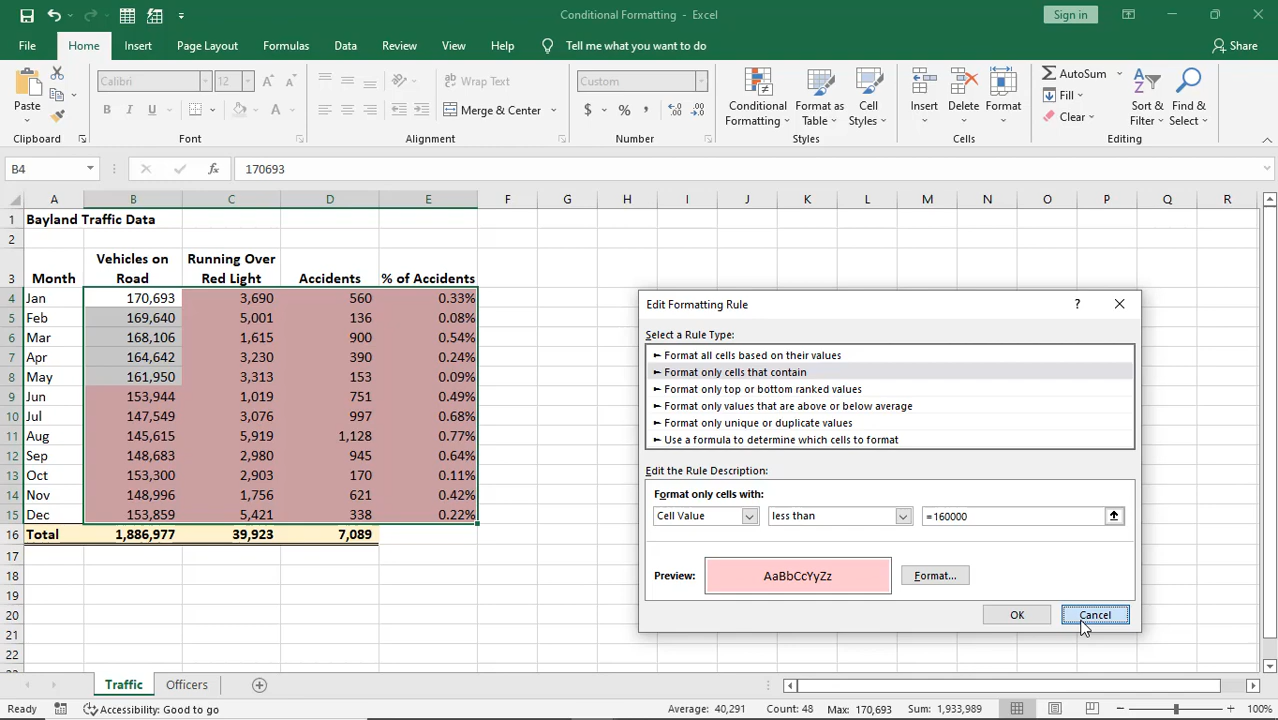 Conditional Formatting - Excel
Sign in
File Home Insert Page Layout Formulas Data Review View Help Tell me what you want to do Share
Paste
Clipboard
Calibri 12
B I U A
Font
Wrap Text
Merge & Center
Alignment
Custom
$ % ,
Number
Conditional Formatting
Format as Table
Cell Styles
Insert Delete Format
Cells
AutoSum
Fill
Clear
Sort & Filter
Find & Select
Editing
B4 fx 170693
A B C D E F G H I J K L M N O P Q R
1 Bayland Traffic Data
2
3 Month Vehicles on Road Running Over Red Light Accidents % of Accidents
4 Jan 170,693 3,690 560 0.33%
5 Feb 169,640 5,001 136 0.08%
6 Mar 168,106 1,615 900 0.54%
7 Apr 164,642 3,230 390 0.24%
8 May 161,950 3,313 153 0.09%
9 Jun 153,944 1,019 751 0.49%
10 Jul 147,549 3,076 997 0.68%
11 Aug 145,615 5,919 1,128 0.77%
12 Sep 148,683 2,980 945 0.64%
13 Oct 153,300 2,903 170 0.11%
14 Nov 148,996 1,756 621 0.42%
15 Dec 153,859 5,421 338 0.22%
16 Total 1,886,977 39,923 7,089
17
18
19
20
21
22
Edit Formatting Rule ?
Select a Rule Type:
► Format all cells based on their values
► Format only cells that contain
► Format only top or bottom ranked values
► Format only values that are above or below average
► Format only unique or duplicate values
► Use a formula to determine which cells to format
Edit the Rule Description:
Format only cells with:
Cell Value less than =160000
Preview: AaBbCcYyZz Format...
OK Cancel
Traffic Officers
Ready Accessibility: Good to go Average: 40,291 Count: 48 Max: 170,693 Sum: 1,933,989 100%